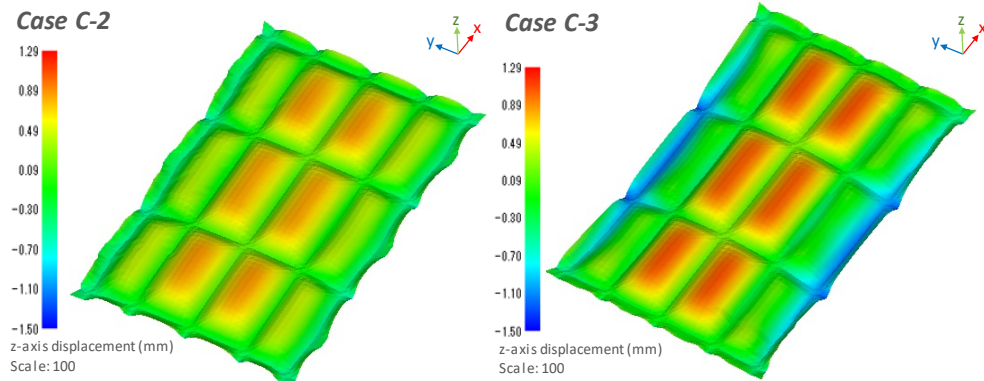 Case C-2
z
x
y
1.29
0.89
0.49
0.09
−0.30
−0.70
−1.10
−1.50
z-axis displacement (mm)
Scale: 100
Case C-3
z
x
y
1.29
0.89
0.49
0.09
−0.30
−0.70
−1.10
−1.50
z-axis displacement (mm)
Scale: 100